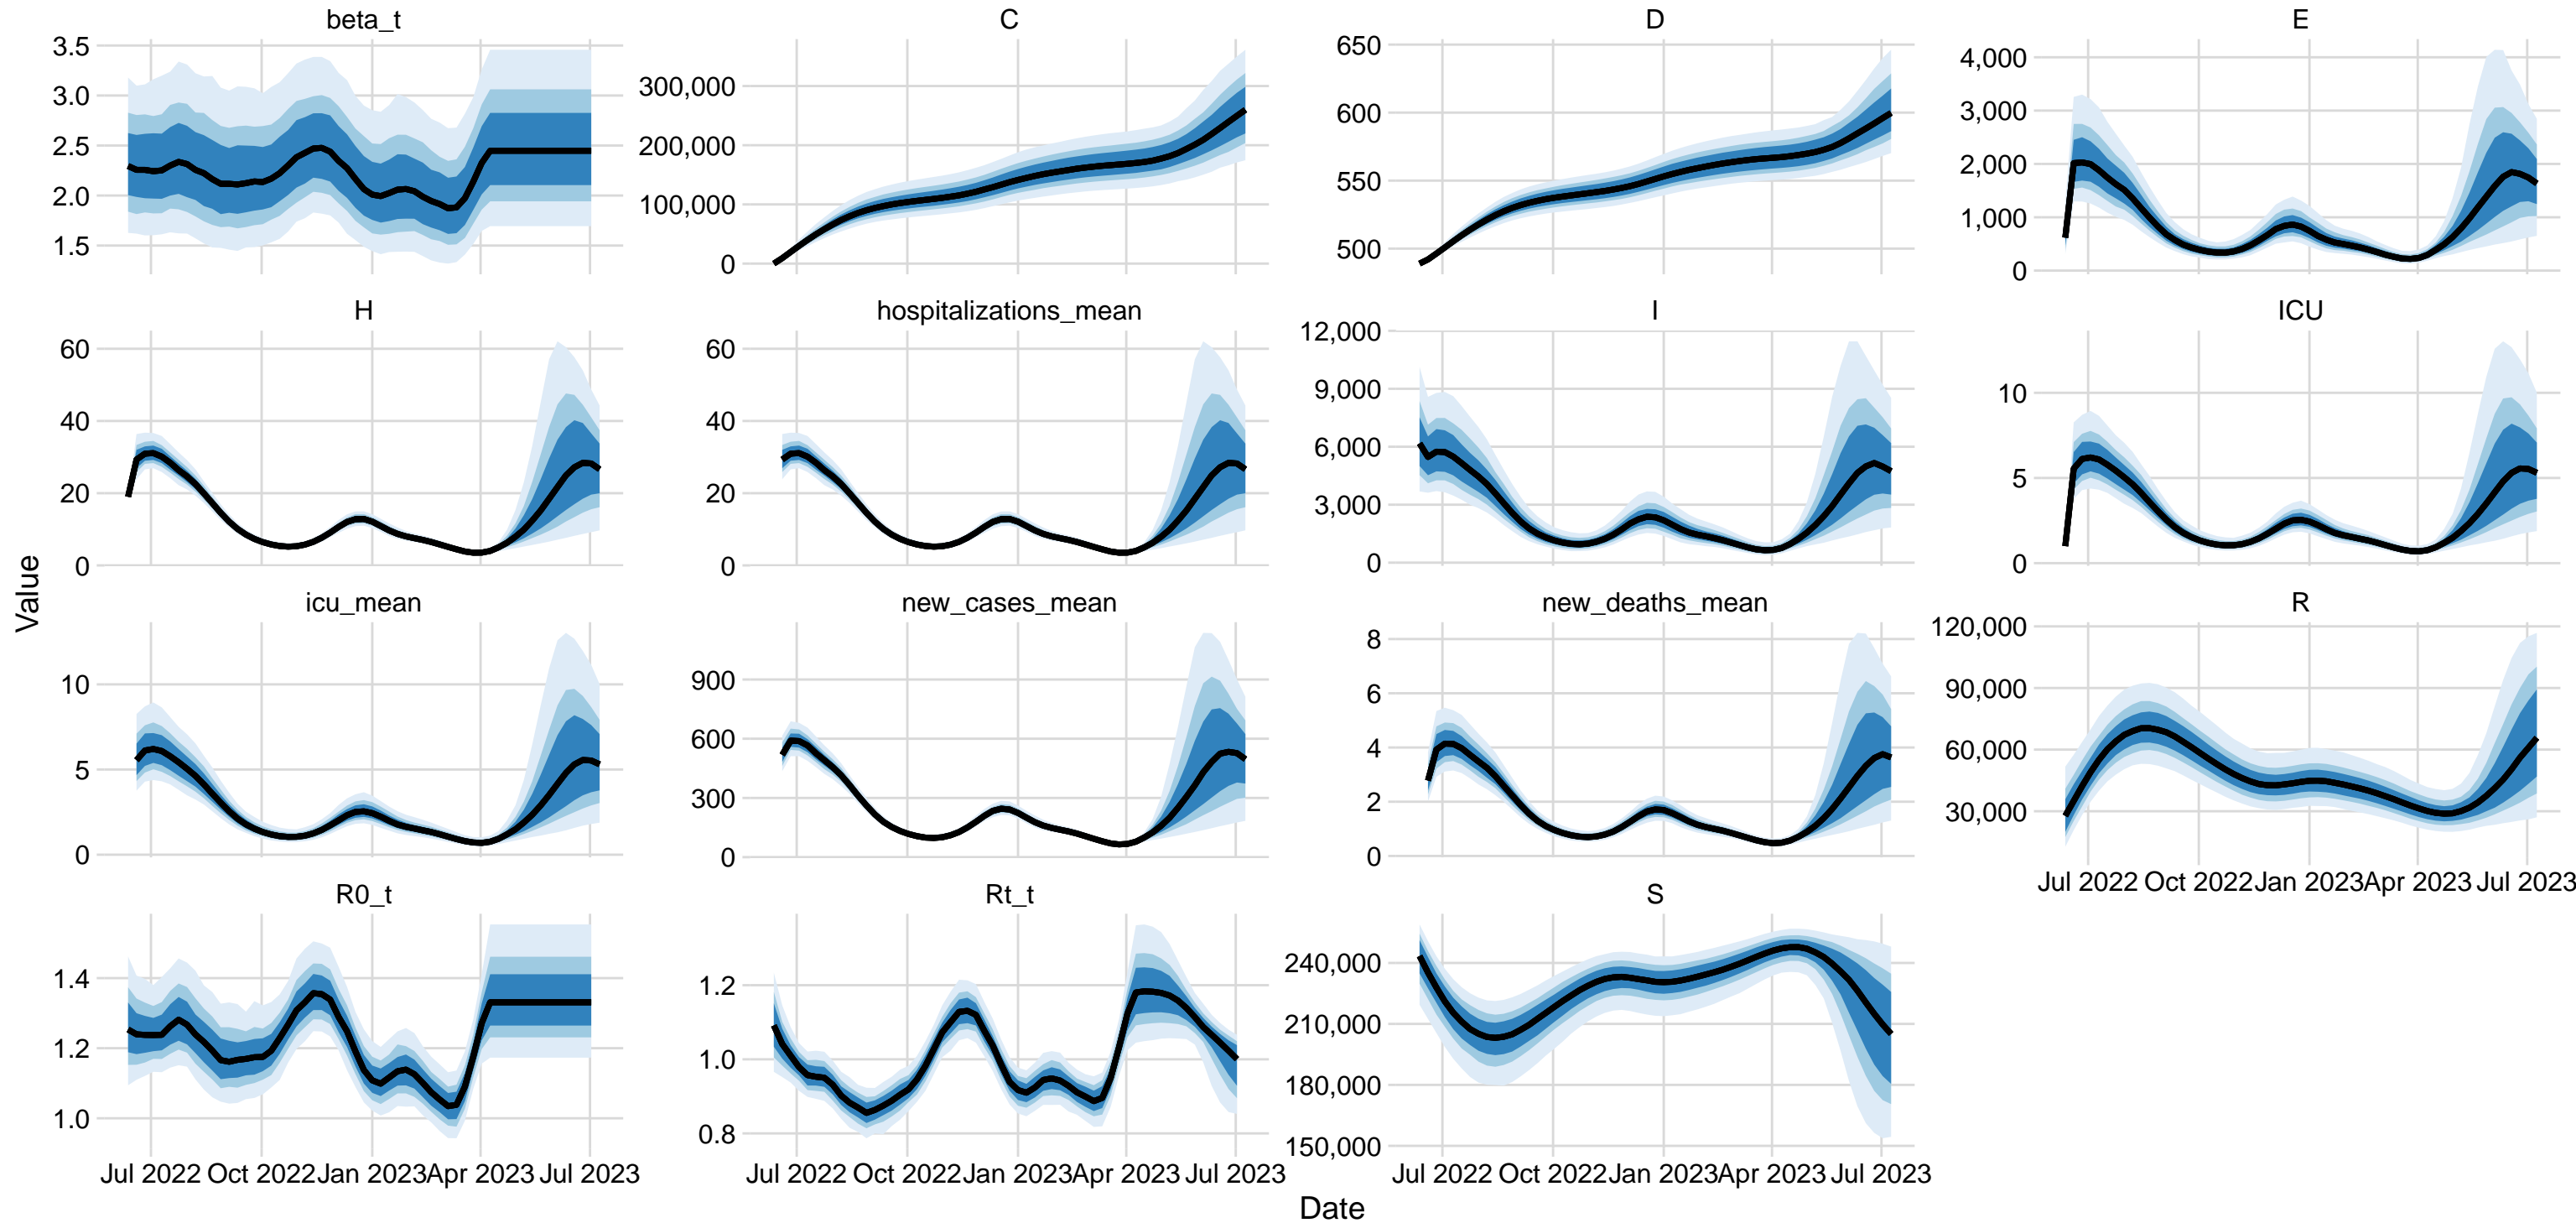 beta_t
C
D
E
3.5
3.0
2.5
2.0
1.5
300,000
200,000
100,000
0
650
600
550
500
4,000
3,000
2,000
1,000
0
H
hospitalizations_mean
I
ICU
60
40
20
0
60
40
20
0
12,000
9,000
6,000
3,000
0
10
5
0
Value
icu_mean
new_cases_mean
new_deaths_mean
R
10
5
0
900
600
300
0
8
6
4
2
0
120,000
90,000
60,000
30,000
Jul 2022 Oct 2022 Jan 2023 Apr 2023 Jul 2023
R0_t
Rt_t
S
1.4
1.2
1.0
1.2
1.0
0.8
240,000
210,000
180,000
150,000
Jul 2022 Oct 2022 Jan 2023 Apr 2023 Jul 2023
Jul 2022 Oct 2022 Jan 2023 Apr 2023 Jul 2023
Jul 2022 Oct 2022 Jan 2023 Apr 2023 Jul 2023
Date